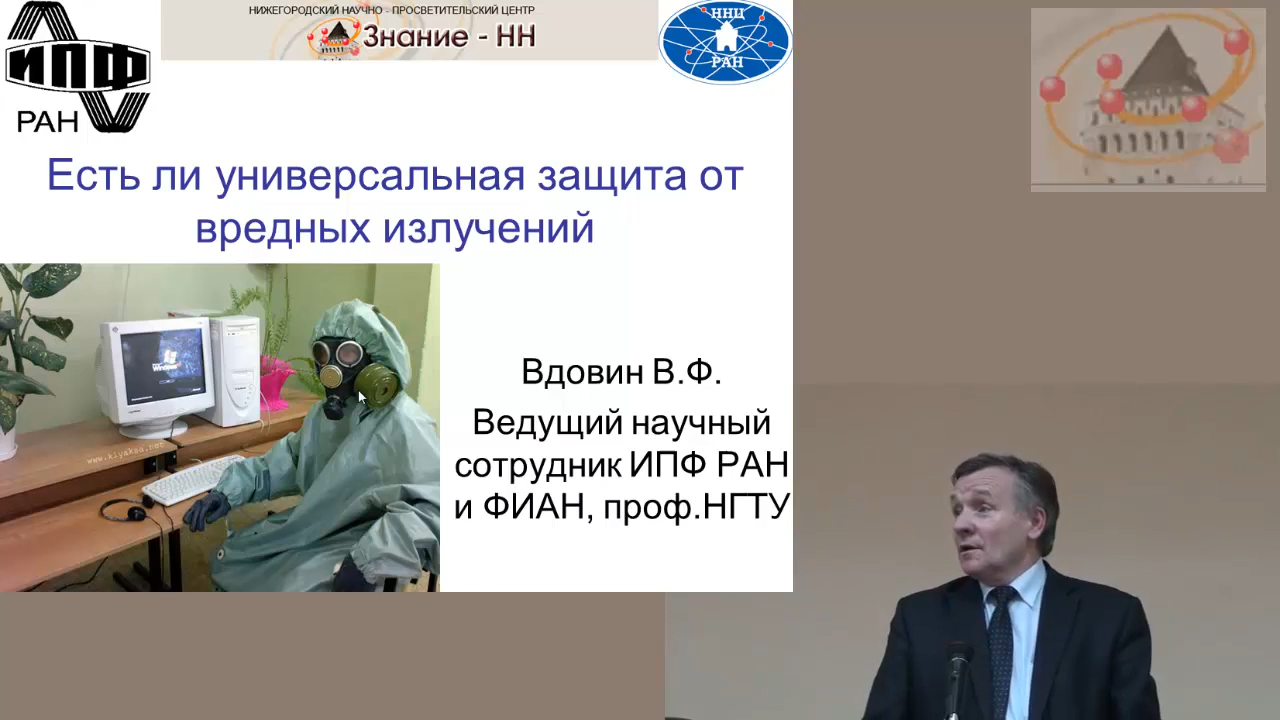 НИЖЕГОРОДСКИЙ НАУЧНО - ПРОСВЕТИТЕЛЬСКИЙ ЦЕНТР
Знание - НН
ИПФ
РАН
ННЦ
РАН
Есть ли универсальная защита от
вредных излучений
Вдовин В.Ф.
Ведущий научный
сотрудник ИПФ РАН
и ФИАН, проф.НГТУ
Windows